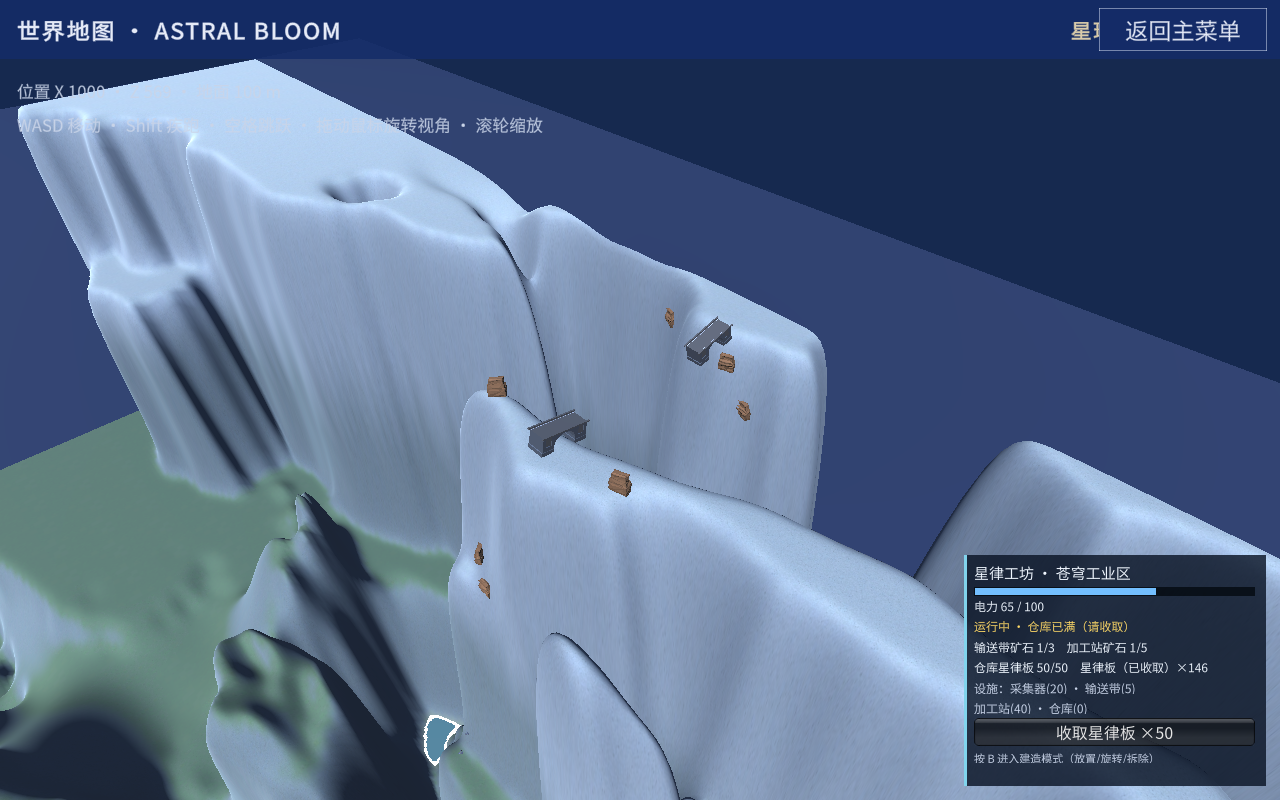 世界地图 · ASTRAL BLOOM
星
返回主菜单
位置 X 1000
WASD 移动 · Shift
旋转视角 · 滚轮缩放
星律工坊 · 苍穹工业区
电力 65 / 100
运行中 · 仓库已满（请收取）
输送带矿石 1/3 加工站矿石 1/5
仓库星律板 50/50 星律板（已收取）×146
设施：采集器(20) · 输送带(5)
加工站(40) · 仓库(0)
收取星律板 ×50
按 B 进入建造模式（放置/旋转/拆除）